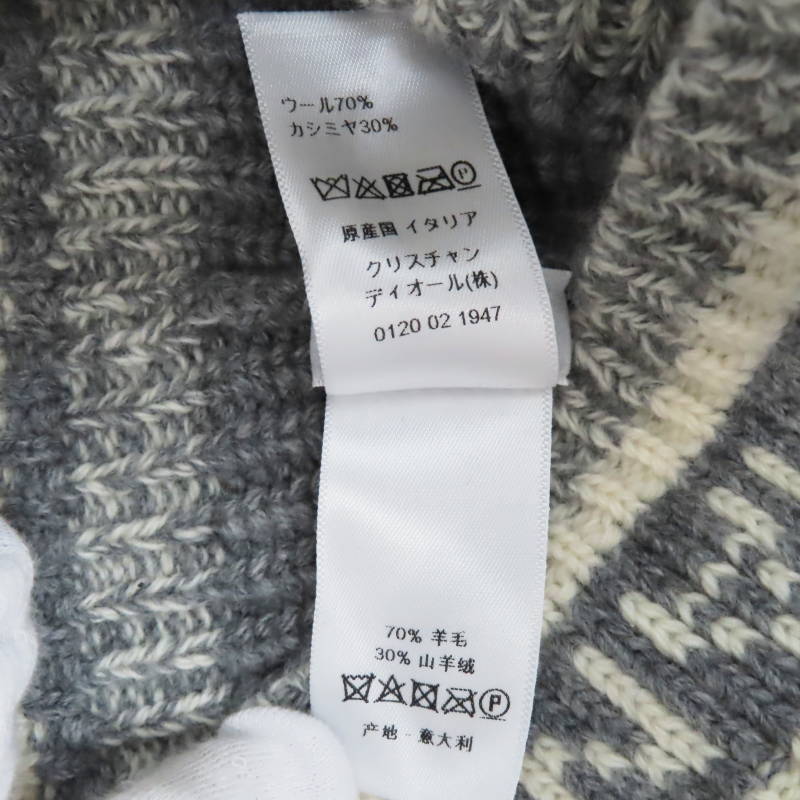 ウール70%
カシミヤ30%
P
原産国 イタリア
クリスチャン
ディオール(株)
0120 02 1947
70% 羊毛
30% 山羊绒
P
产地 - 意大利